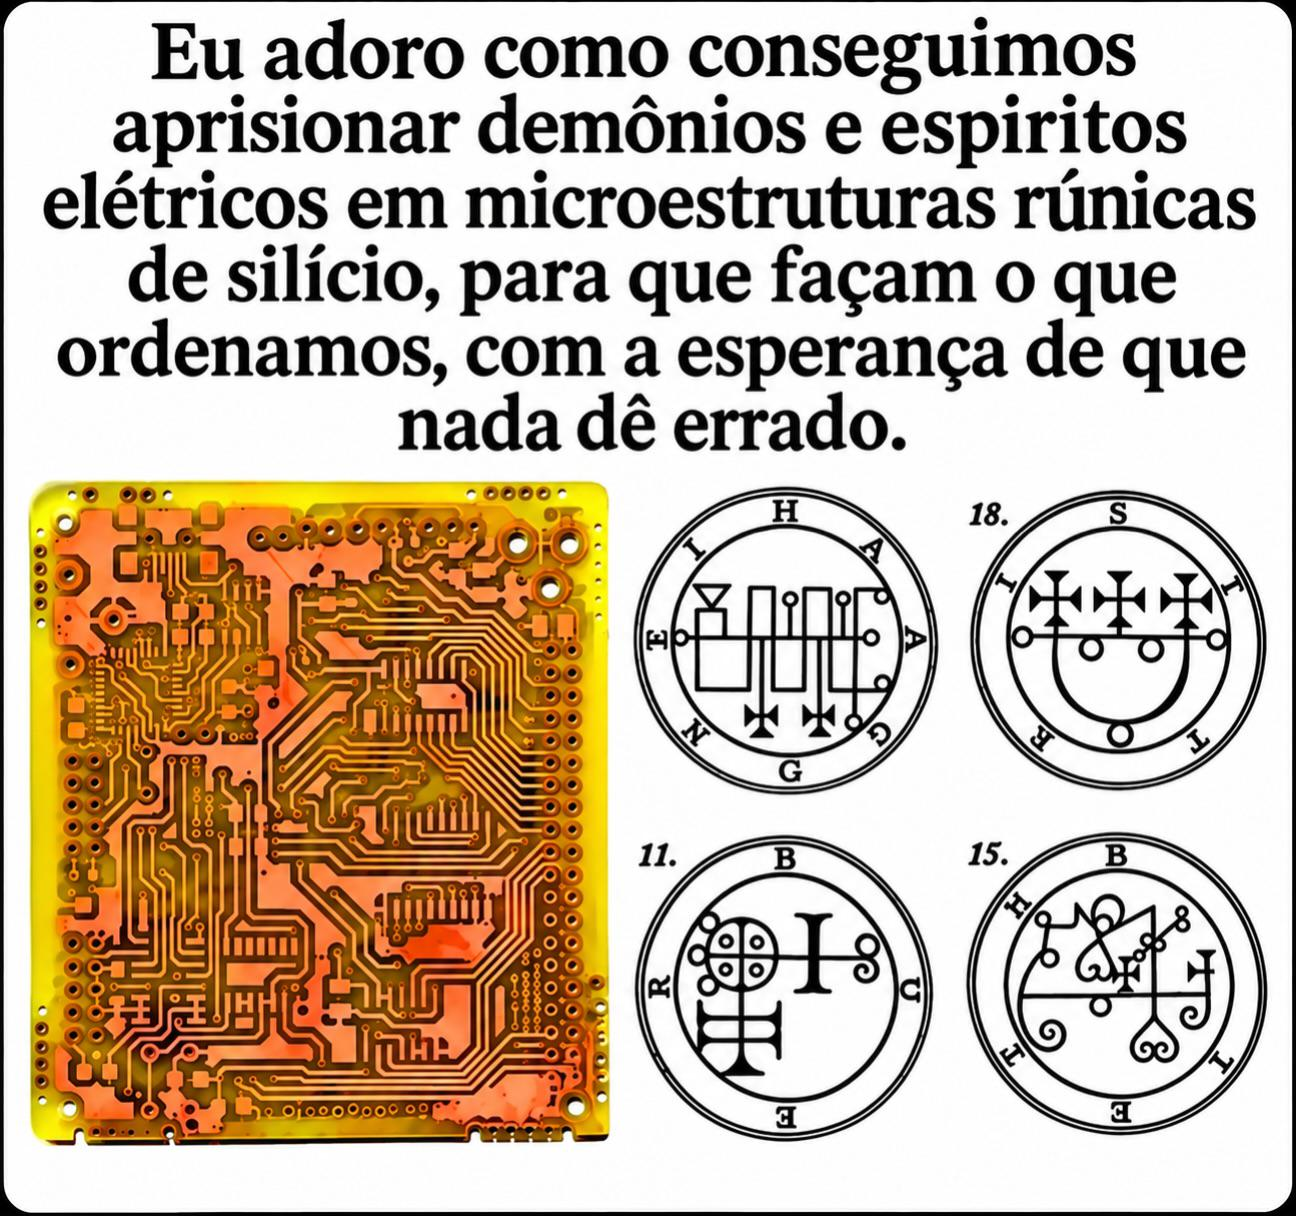 Eu adoro como conseguimos
aprisionar demônios e espiritos
elétricos em microestruturas rúnicas
de silício, para que façam o que
ordenamos, com a esperança de que
nada dê errado.
H A A G G N E I
18.
S I T R E I
11.
B U E R
15.
B T E T H